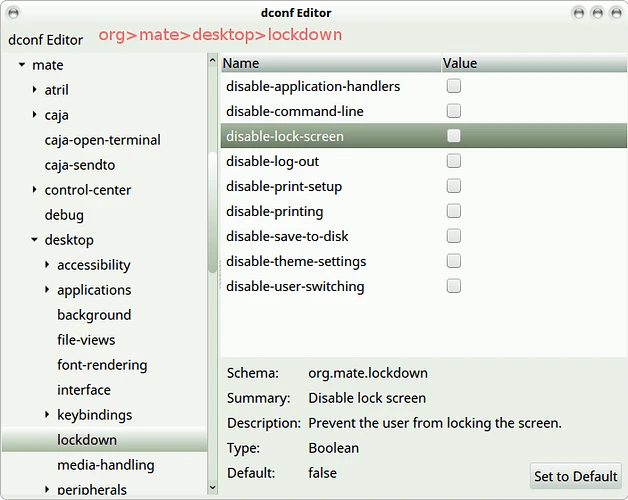 dconf Editor
dconf Editor
org>mate>desktop>lockdown
mate
atril
caja
caja-open-terminal
caja-sendto
control-center
debug
desktop
accessibility
applications
background
file-views
font-rendering
interface
keybindings
lockdown
media-handling
peripherals
Name Value
disable-application-handlers
disable-command-line
disable-lock-screen
disable-log-out
disable-print-setup
disable-printing
disable-save-to-disk
disable-theme-settings
disable-user-switching
Schema: org.mate.lockdown
Summary: Disable lock screen
Description: Prevent the user from locking the screen.
Type: Boolean
Default: false
Set to Default